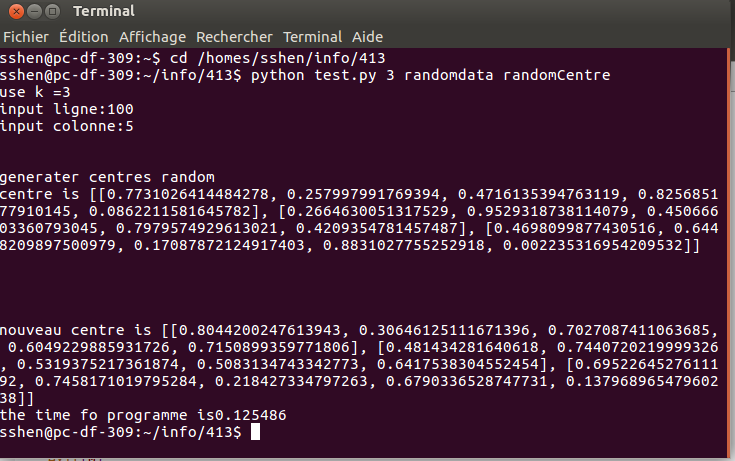 Terminal
Fichier Édition Affichage Rechercher Terminal Aide
sshen@pc-df-309:~$ cd /homes/sshen/info/413
sshen@pc-df-309:~/info/413$ python test.py 3 randomdata randomCentre
use k =3
input ligne:100
input colonne:5
generater centres random
centre is [[0.7731026414484278, 0.257997991769394, 0.4716135394763119, 0.8256851
77910145, 0.0862211581645782], [0.2664630051317529, 0.9529318738114079, 0.450666
03360793045, 0.7979574929613021, 0.4209354781457487], [0.4698099877430516, 0.644
8209897500979, 0.17087872124917403, 0.8831027755252918, 0.002235316954209532]]
nouveau centre is [[0.8044200247613943, 0.30646125111671396, 0.7027087411063685,
 0.6049229885931726, 0.7150899359771806], [0.481434281640618, 0.7440720219999326
, 0.5319375217361874, 0.5083134743342773, 0.6417538304552454], [0.69522645276111
92, 0.7458171019795284, 0.218427334797263, 0.6790336528747731, 0.137968965479602
38]]
the time fo programme is0.125486
sshen@pc-df-309:~/info/413$